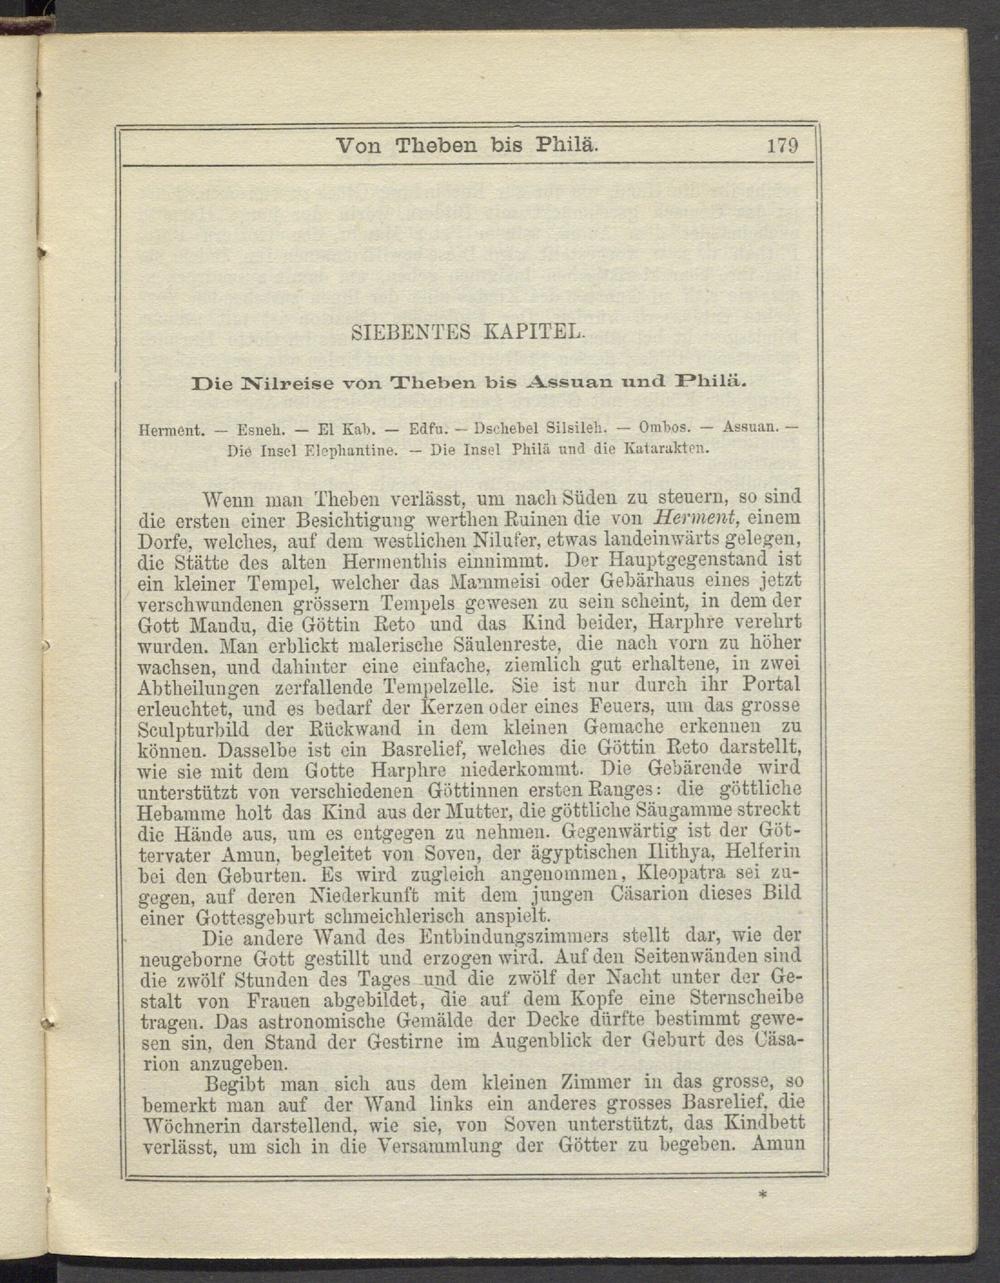 Von Theben bis Philä. 179
SIEBENTES KAPITEL.
Die Nilreise von Theben bis Assuan und Philä.
Herment. — Esneh. — El Kab. — Edfu. — Dschebel Silsileh. — Ombos. — Assuan. —
Die Insel Elephantine. — Die Insel Philä und die Katarakten.
Wenn man Theben verlässt, um nach Süden zu steuern, so sind
die ersten einer Besichtigung werthen Ruinen die von Herment, einem
Dorfe, welches, auf dem westlichen Nilufer, etwas landeinwärts gelegen,
die Stätte des alten Hermenthis einnimmt. Der Hauptgegenstand ist
ein kleiner Tempel, welcher das Mammeisi oder Gebärhaus eines jetzt
verschwundenen grössern Tempels gewesen zu sein scheint, in dem der
Gott Mandu, die Göttin Reto und das Kind beider, Harphre verehrt
wurden. Man erblickt malerische Säulenreste, die nach vorn zu höher
wachsen, und dahinter eine einfache, ziemlich gut erhaltene, in zwei
Abtheilungen zerfallende Tempelzelle. Sie ist nur durch ihr Portal
erleuchtet, und es bedarf der Kerzen oder eines Feuers, um das grosse
Sculpturbild der Rückwand in dem kleinen Gemache erkennen zu
können. Dasselbe ist ein Basrelief, welches die Göttin Reto darstellt,
wie sie mit dem Gotte Harphre niederkommt. Die Gebärende wird
unterstützt von verschiedenen Göttinnen ersten Ranges: die göttliche
Hebamme holt das Kind aus der Mutter, die göttliche Säugamme streckt
die Hände aus, um es entgegen zu nehmen. Gegenwärtig ist der Göt-
tervater Amun, begleitet von Soven, der ägyptischen Ilithya, Helferin
bei den Geburten. Es wird zugleich angenommen, Kleopatra sei zu-
gegen, auf deren Niederkunft mit dem jungen Cäsarion dieses Bild
einer Gottesgeburt schmeichlerisch anspielt.
Die andere Wand des Entbindungszimmers stellt dar, wie der
neugeborne Gott gestillt und erzogen wird. Auf den Seitenwänden sind
die zwölf Stunden des Tages und die zwölf der Nacht unter der Ge-
stalt von Frauen abgebildet, die auf dem Kopfe eine Sternscheibe
tragen. Das astronomische Gemälde der Decke dürfte bestimmt gewe-
sen sin, den Stand der Gestirne im Augenblick der Geburt des Cäsa-
rion anzugeben.
Begibt man sich aus dem kleinen Zimmer in das grosse, so
bemerkt man auf der Wand links ein anderes grosses Basrelief, die
Wöchnerin darstellend, wie sie, von Soven unterstützt, das Kindbett
verlässt, um sich in die Versammlung der Götter zu begeben. Amun
*